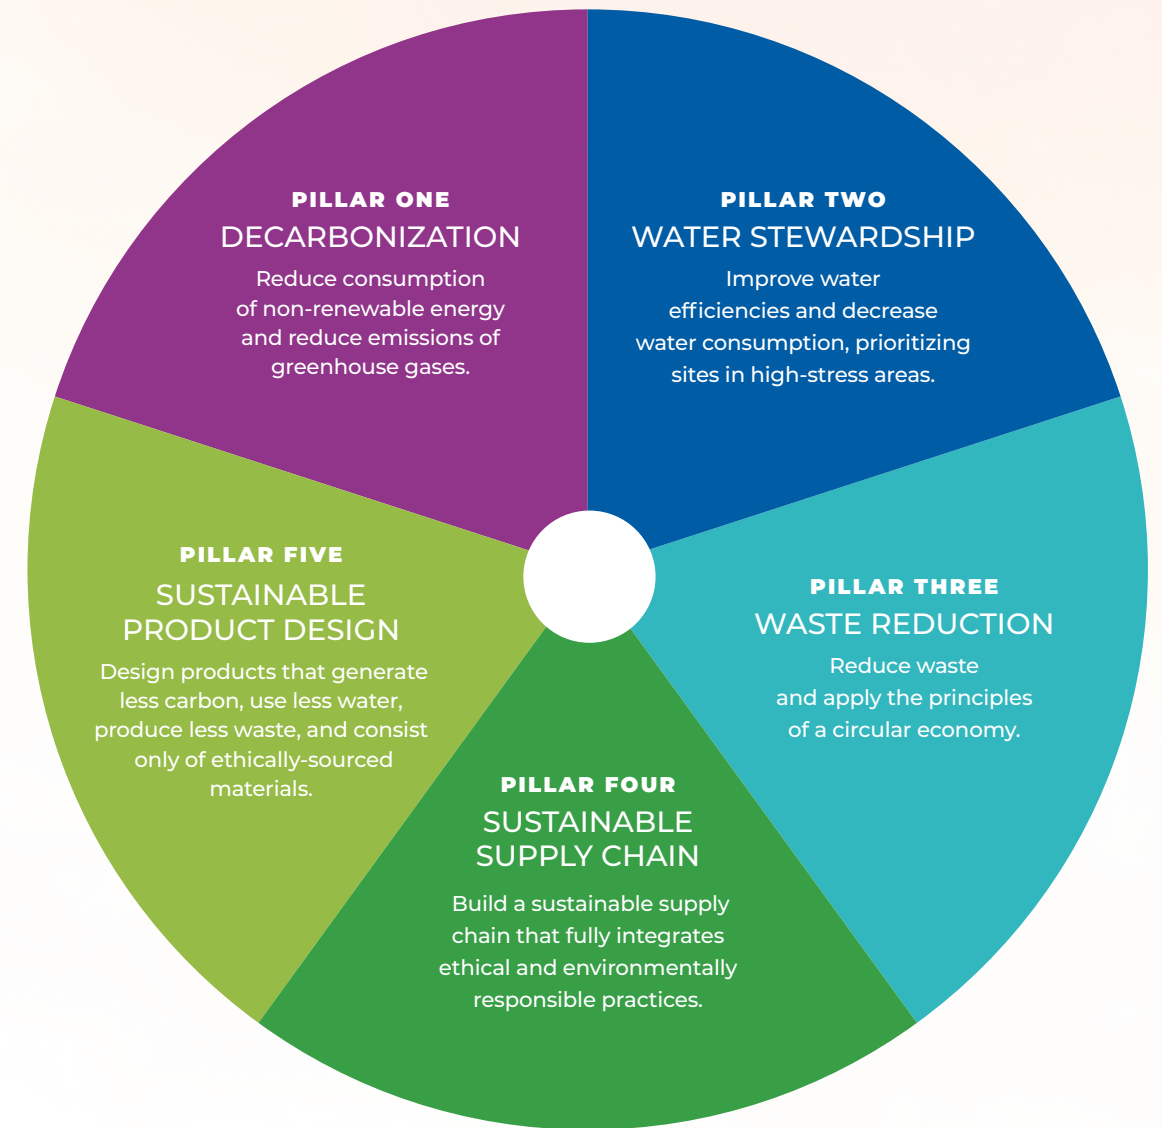 PILLAR ONE
DECARBONIZATION
Reduce consumption
of non-renewable energy
and reduce emissions of
greenhouse gases.
PILLAR TWO
WATER STEWARDSHIP
Improve water
efficiencies and decrease
water consumption, prioritizing
sites in high-stress areas.
PILLAR THREE
WASTE REDUCTION
Reduce waste
and apply the principles
of a circular economy.
PILLAR FOUR
SUSTAINABLE
SUPPLY CHAIN
Build a sustainable supply
chain that fully integrates
ethical and environmentally
responsible practices.
PILLAR FIVE
SUSTAINABLE
PRODUCT DESIGN
Design products that generate
less carbon, use less water,
produce less waste, and consist
only of ethically-sourced
materials.